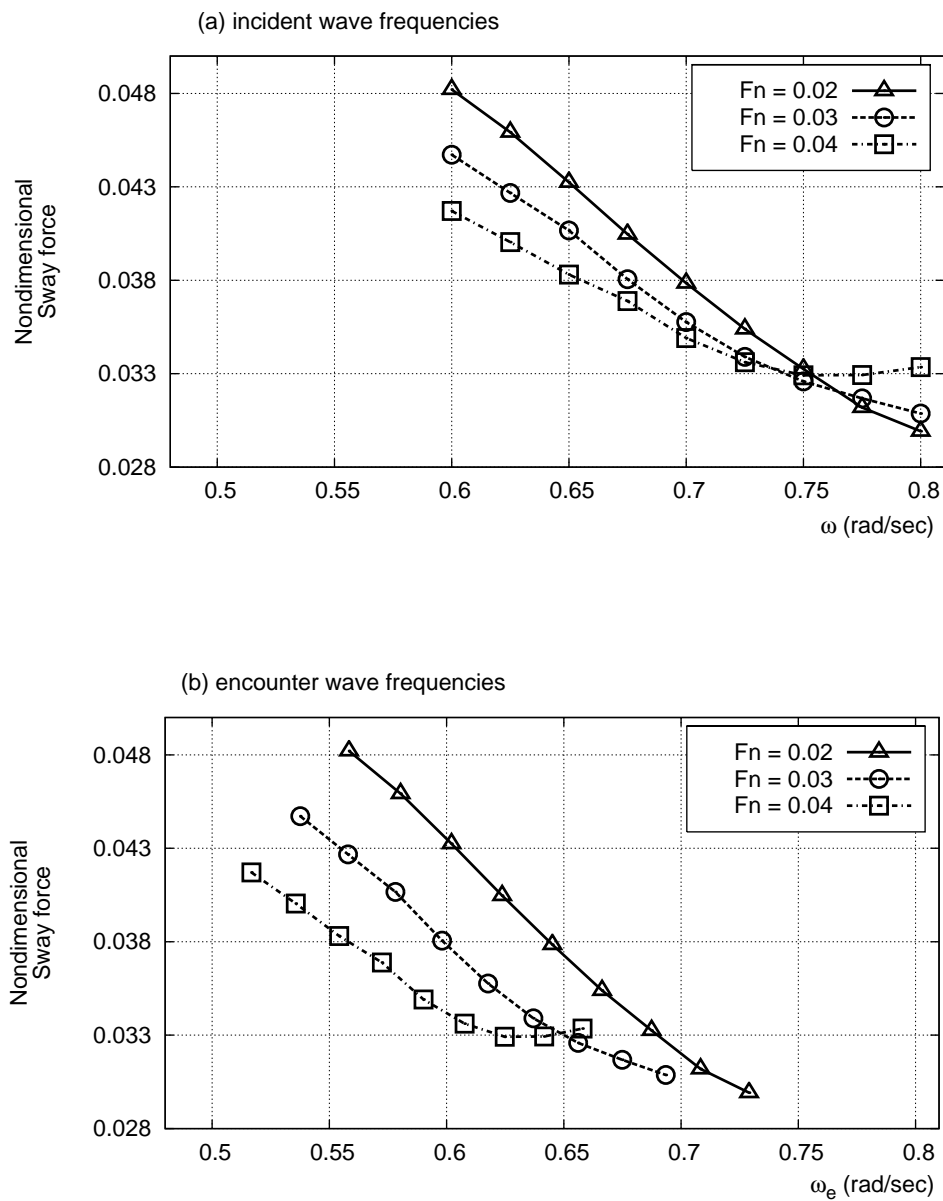 (a) incident wave frequencies
0.048
0.043
0.038
0.033
0.028
Nondimensional
Sway force
Fn = 0.02
Fn = 0.03
Fn = 0.04
0.5 0.55 0.6 0.65 0.7 0.75 0.8
ω (rad/sec)
(b) encounter wave frequencies
0.048
0.043
0.038
0.033
0.028
Nondimensional
Sway force
Fn = 0.02
Fn = 0.03
Fn = 0.04
0.5 0.55 0.6 0.65 0.7 0.75 0.8
ωe (rad/sec)